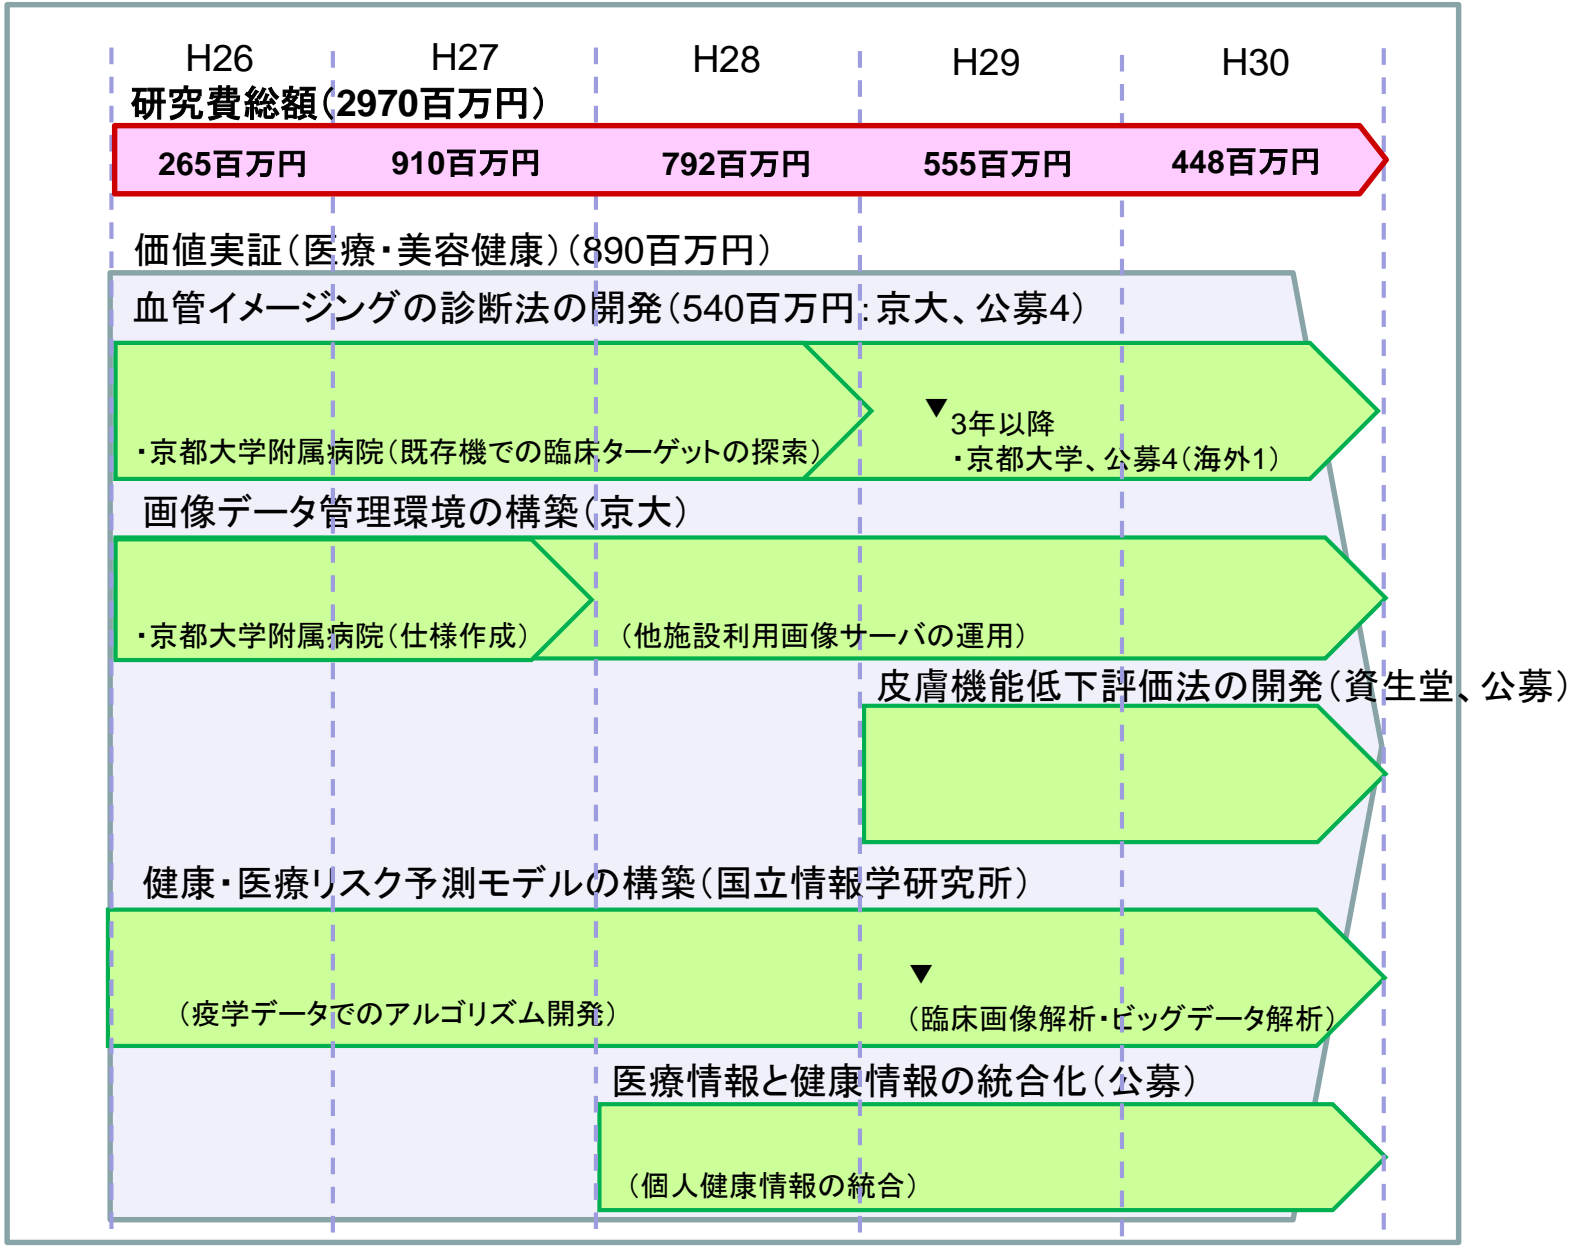 H26 H27 H28 H29 H30
研究費総額（2970百万円）
265百万円 910百万円 792百万円 555百万円 448百万円
価値実証（医療・美容健康）（890百万円）
血管イメージングの診断法の開発（540百万円：京大、公募4）
▼
3年以降
・京都大学附属病院（既存機での臨床ターゲットの探索） ・京都大学、公募4（海外1）
画像データ管理環境の構築（京大）
・京都大学附属病院（仕様作成） （他施設利用画像サーバの運用）
皮膚機能低下評価法の開発（資生堂、公募）
健康・医療リスク予測モデルの構築（国立情報学研究所）
▼
（疫学データでのアルゴリズム開発） （臨床画像解析・ビッグデータ解析）
医療情報と健康情報の統合化（公募）
（個人健康情報の統合）